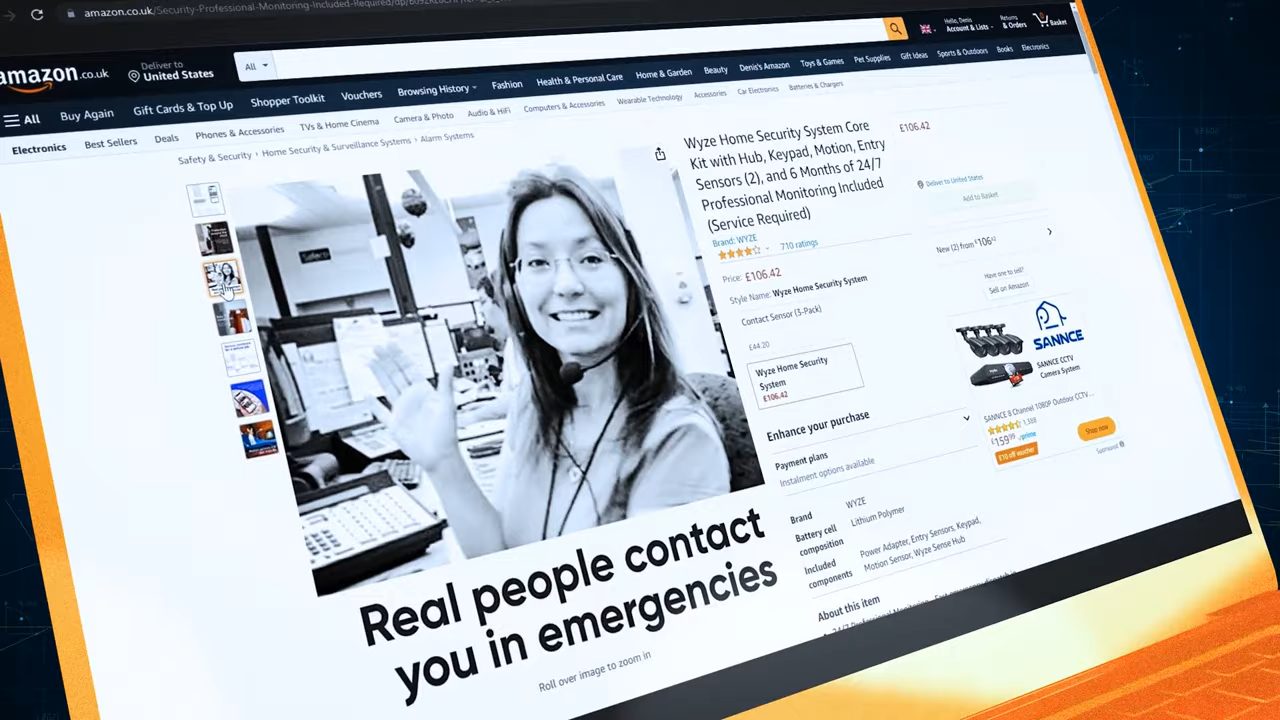 amazon.co.uk/Security-Professional-Monitoring-Included-Required/dp/
amazon.co.uk
Deliver to
United States
All
Hello, Denis
Account & Lists
Returns
& Orders
Basket
All
Buy Again
Gift Cards & Top Up
Shopper Toolkit
Vouchers
Browsing History
Fashion
Health & Personal Care
Home & Garden
Beauty
Denis's Amazon
Toys & Games
Pet Supplies
Gift Ideas
Sports & Outdoors
Books
Electronics
Electronics
Best Sellers
Deals
Phones & Accessories
TVs & Home Cinema
Camera & Photo
Audio & HiFi
Computers & Accessories
Wearable Technology
Accessories
Car Electronics
Batteries & Chargers
Safety & Security › Home Security & Surveillance Systems › Alarm Systems
Real people contact
you in emergencies
Roll over image to zoom in
Wyze Home Security System Core
Kit with Hub, Keypad, Motion, Entry
Sensors (2), and 6 Months of 24/7
Professional Monitoring Included
(Service Required)
Brand: WYZE
710 ratings
Price: £106.42
Style Name: Wyze Home Security System
Contact Sensor (3-Pack)
£44.20
Wyze Home Security
System
£106.42
Enhance your purchase
Payment plans
Instalment options available
Brand WYZE
Battery cell
composition
Lithium Polymer
Included
components
Power Adapter, Entry Sensors, Keypad,
Motion Sensor, Wyze Sense Hub
About this item
£106.42
Deliver to United States
Add to Basket
New (2) from £106⁴²
Have one to sell?
Sell on Amazon
SANNCE
SANNCE CCTV
Camera System
SANNCE 8 Channel 1080P Outdoor CCTV...
£159⁹⁹ prime
£10 off voucher
Shop now
Sponsored